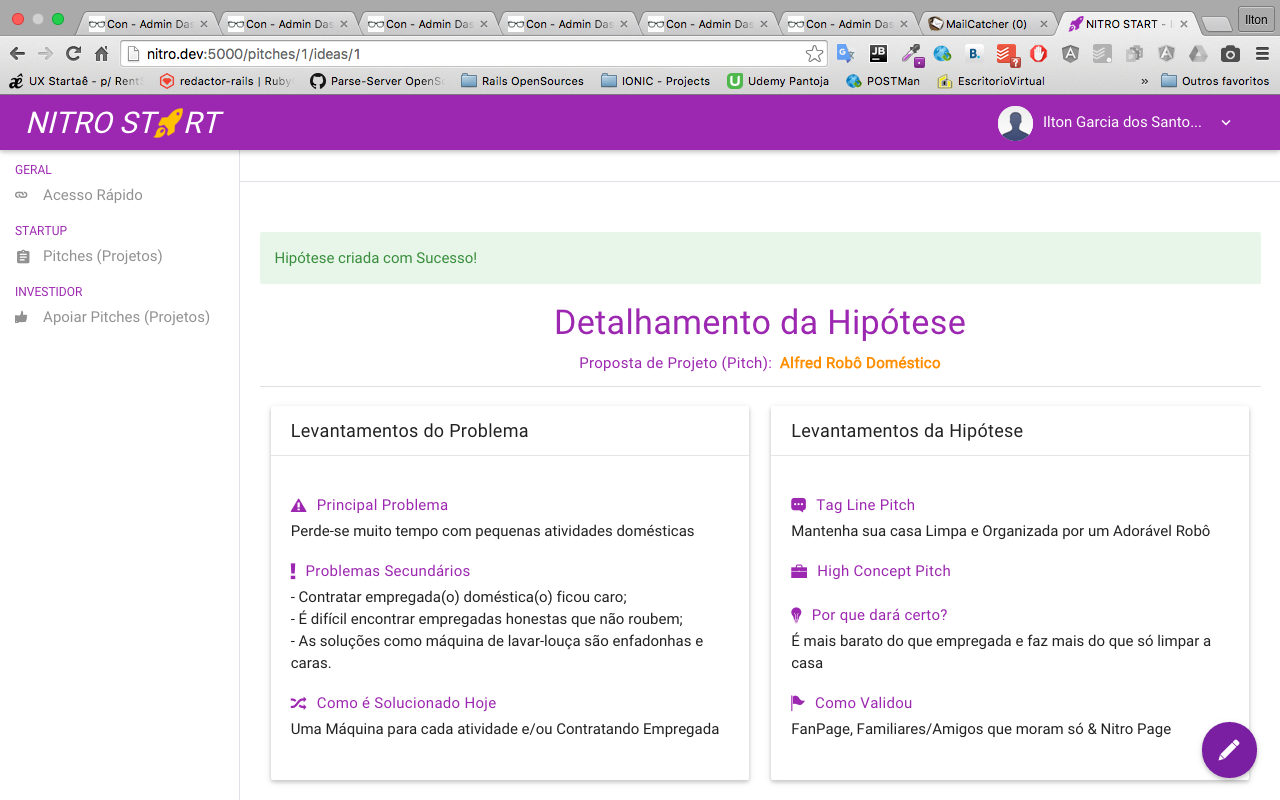 Con - Admin Das
Con - Admin Das
Con - Admin Das
Con - Admin Das
Con - Admin Das
Con - Admin Das
MailCatcher (0)
NITRO START -
Ilton
nitro.dev:5000/pitches/1/ideas/1
UX Startaê - p/ Rent
redactor-rails | Ruby
Parse-Server OpenSo
Rails OpenSources
IONIC - Projects
Udemy Pantoja
POSTMan
EscritorioVirtual
»
Outros favoritos
NITRO START
Ilton Garcia dos Santo...
GERAL
Acesso Rápido
STARTUP
Pitches (Projetos)
INVESTIDOR
Apoiar Pitches (Projetos)
Hipótese criada com Sucesso!
Detalhamento da Hipótese
Proposta de Projeto (Pitch): Alfred Robô Doméstico
Levantamentos do Problema
Principal Problema
Perde-se muito tempo com pequenas atividades domésticas
Problemas Secundários
- Contratar empregada(o) doméstica(o) ficou caro;
- É difícil encontrar empregadas honestas que não roubem;
- As soluções como máquina de lavar-louça são enfadonhas e
caras.
Como é Solucionado Hoje
Uma Máquina para cada atividade e/ou Contratando Empregada
Levantamentos da Hipótese
Tag Line Pitch
Mantenha sua casa Limpa e Organizada por um Adorável Robô
High Concept Pitch
Por que dará certo?
É mais barato do que empregada e faz mais do que só limpar a
casa
Como Validou
FanPage, Familiares/Amigos que moram só & Nitro Page